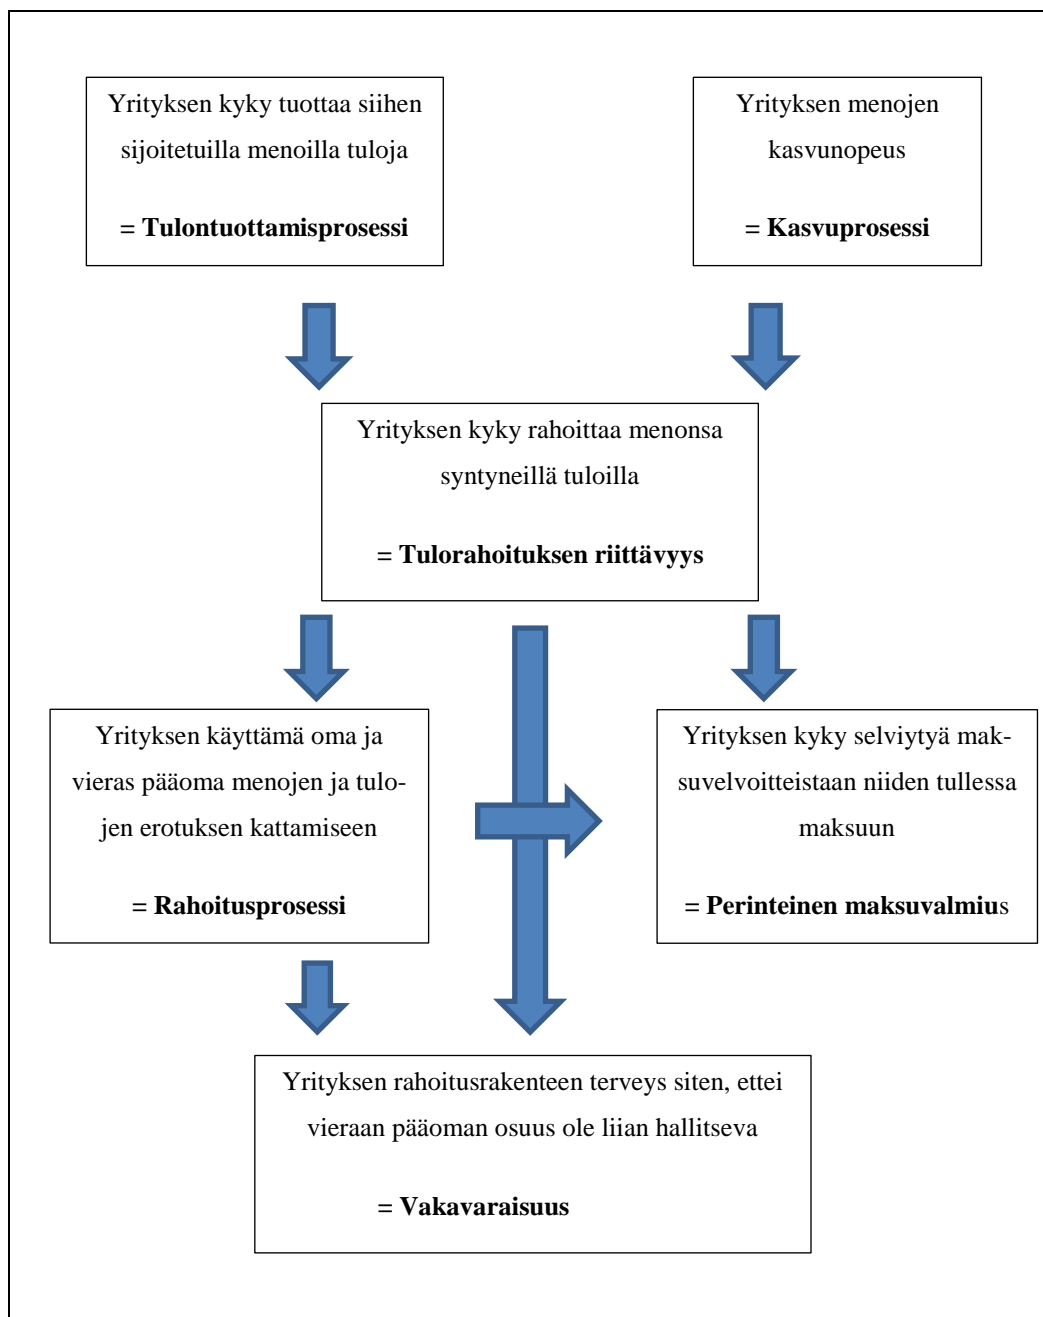 Yrityksen kyky tuottaa siihen
sijoitetuilla menoilla tuloja
= Tulontuottamisprosessi
Yrityksen menojen
kasvunopeus
= Kasvuprosessi
Yrityksen kyky rahoittaa menonsa
syntyneillä tuloilla
= Tulorahoituksen riittävyys
Yrityksen käyttämä oma ja
vieras pääoma menojen ja tulo-
jen erotuksen kattamiseen
= Rahoitusprosessi
Yrityksen kyky selviytyä mak-
suvelvoitteistaan niiden tullessa
maksuun
= Perinteinen maksuvalmius
Yrityksen rahoitusrakenteen terveys siten, ettei
vieraan pääoman osuus ole liian hallitseva
= Vakavaraisuus